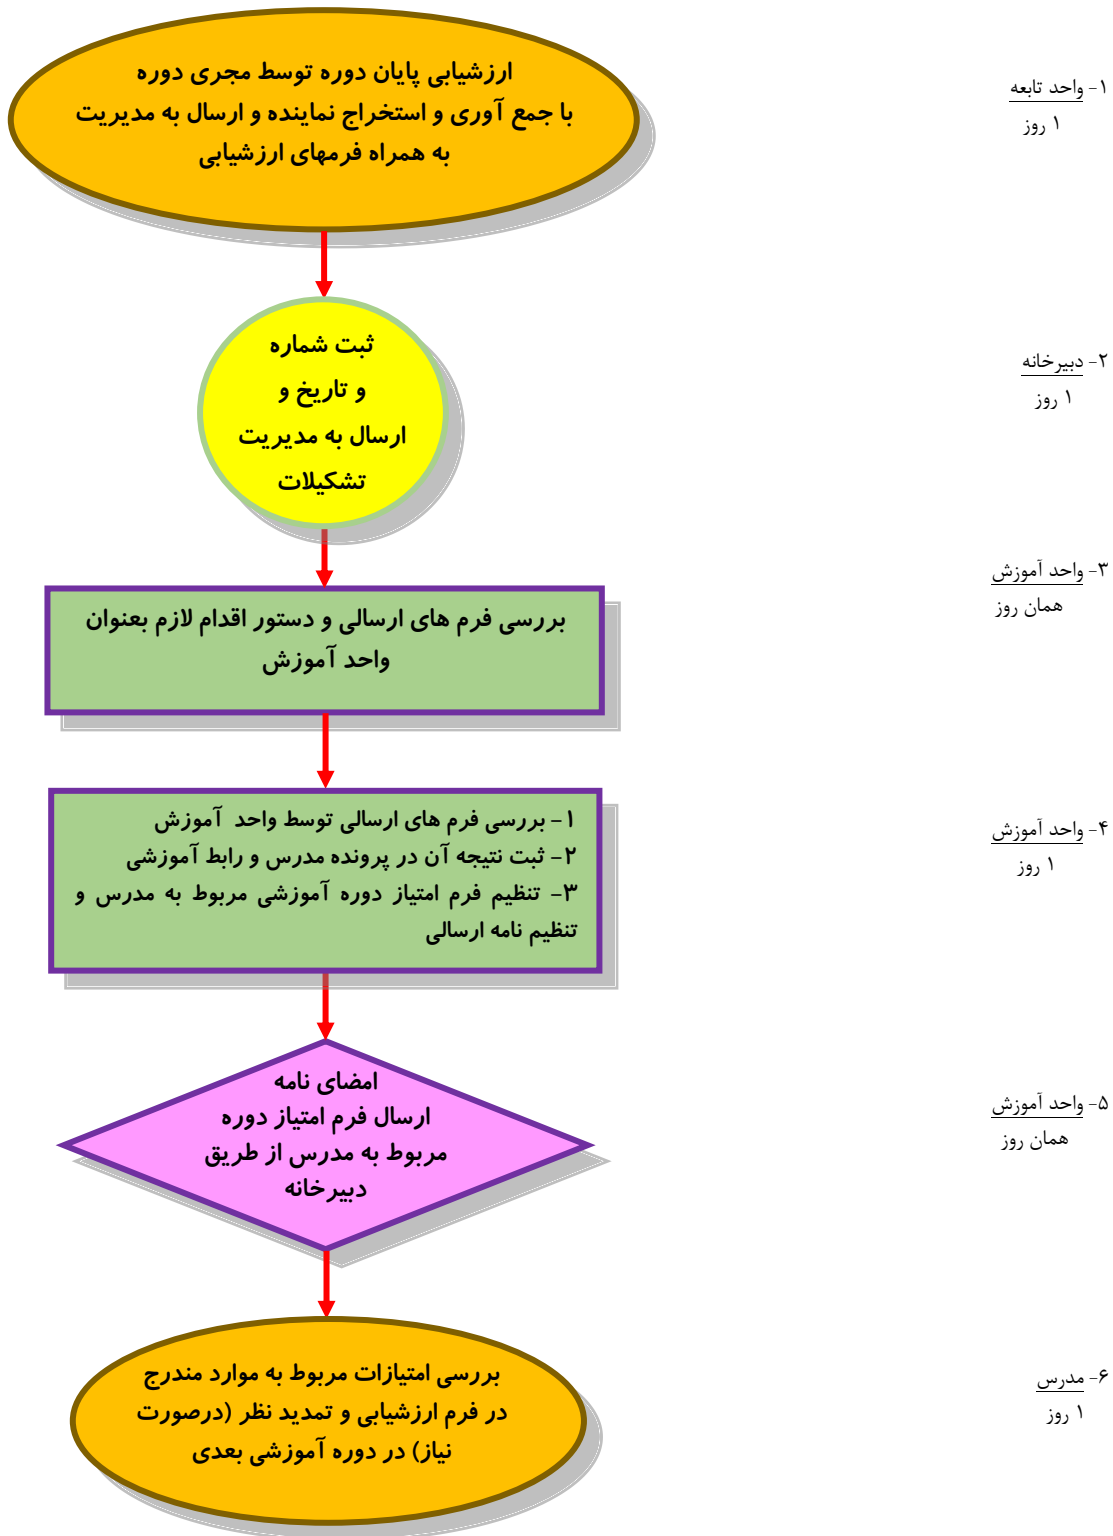 ارزشیابی پایان دوره توسط مجری دوره
با جمع آوری و استخراج نماینده و ارسال به مدیریت
به همراه فرمهای ارزشیابی
۱- واحد تابعه
۱ روز
ثبت شماره
و تاریخ و
ارسال به مدیریت
تشکیلات
۲- دبیرخانه
۱ روز
بررسی فرم های ارسالی و دستور اقدام لازم بعنوان
واحد آموزش
۳- واحد آموزش
همان روز
۱- بررسی فرم های ارسالی توسط واحد آموزش
۲- ثبت نتیجه آن در پرونده مدرس و رابط آموزشی
۳- تنظیم فرم امتیاز دوره آموزشی مربوط به مدرس و
تنظیم نامه ارسالی
۴- واحد آموزش
۱ روز
امضای نامه
ارسال فرم امتیاز دوره
مربوط به مدرس از طریق
دبیرخانه
۵- واحد آموزش
همان روز
بررسی امتیازات مربوط به موارد مندرج
در فرم ارزشیابی و تمدید نظر (درصورت
نیاز) در دوره آموزشی بعدی
۶- مدرس
۱ روز